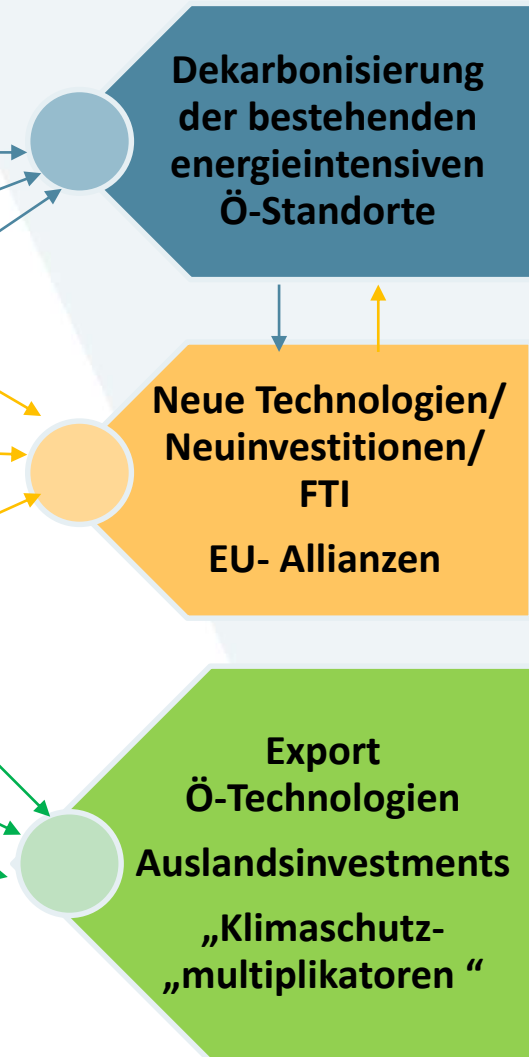 Dekarbonisierung
der bestehenden
energieintensiven
Ö-Standorte
Neue Technologien/
Neuinvestitionen/
FTI
EU- Allianzen
Export
Ö-Technologien
Auslandsinvestments
„Klimaschutz-
„multiplikatoren “